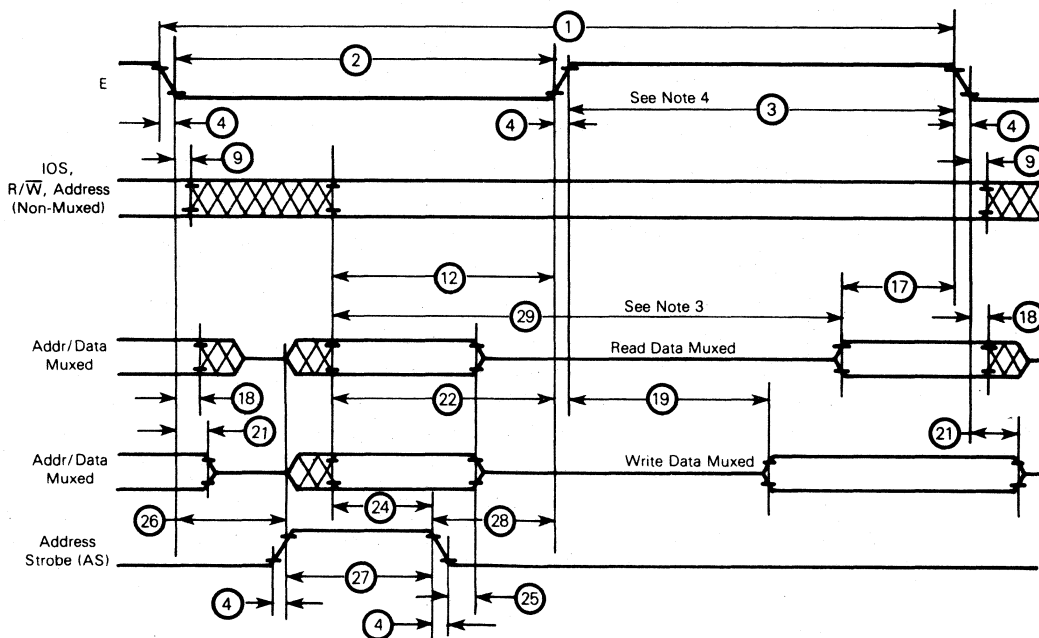 1
2
E
See Note 4
3
4
4
4
9
9
IOS,
R/W̅, Address
(Non-Muxed)
12
17
29
See Note 3
18
Addr/Data
Muxed
Read Data Muxed
18
22
19
21
21
Addr/Data
Muxed
Write Data Muxed
26
24
28
Address
Strobe (AS)
27
4
25
4